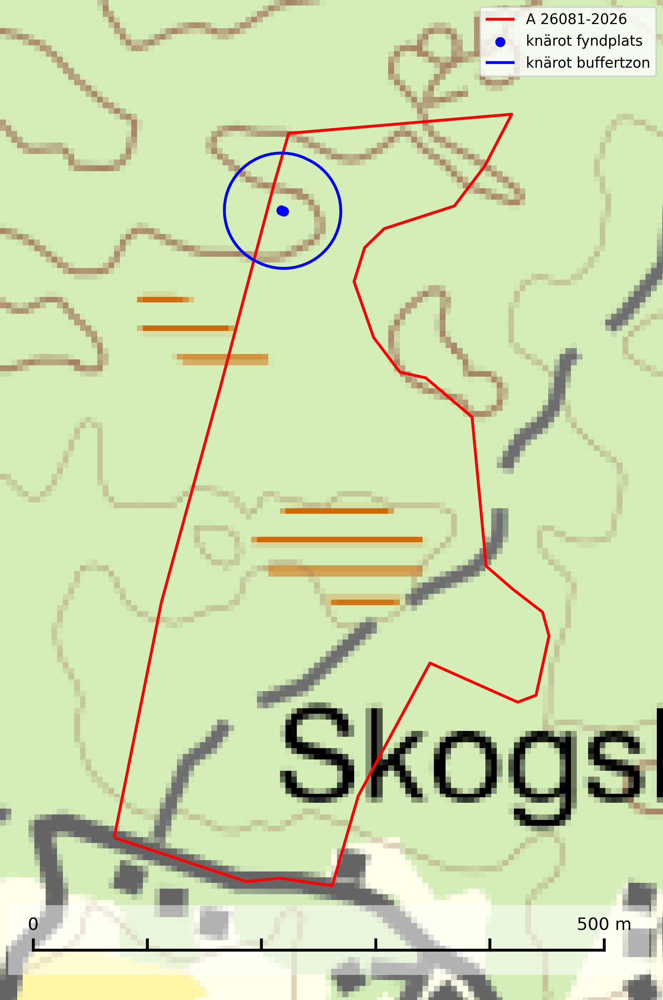 A 26081-2026
knärot fyndplats
knärot buffertzon
Skogs
0 500 m